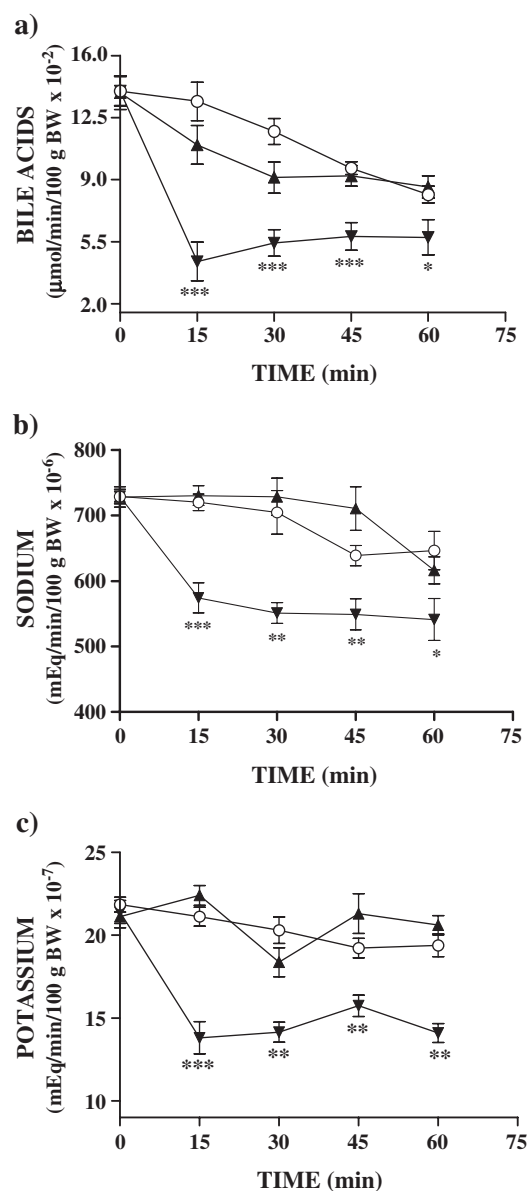 a)
BILE ACIDS
(µmol/min/100 g BW x 10-2)
16.0
12.5
9.0
5.5
2.0
***
***
***
*
0 15 30 45 60 75
TIME (min)
b)
SODIUM
(mEq/min/100 g BW x 10-6)
800
700
600
500
400
***
**
**
*
0 15 30 45 60 75
TIME (min)
c)
POTASSIUM
(mEq/min/100 g BW x 10-7)
25
22
18
14
10
***
**
**
**
0 15 30 45 60 75
TIME (min)